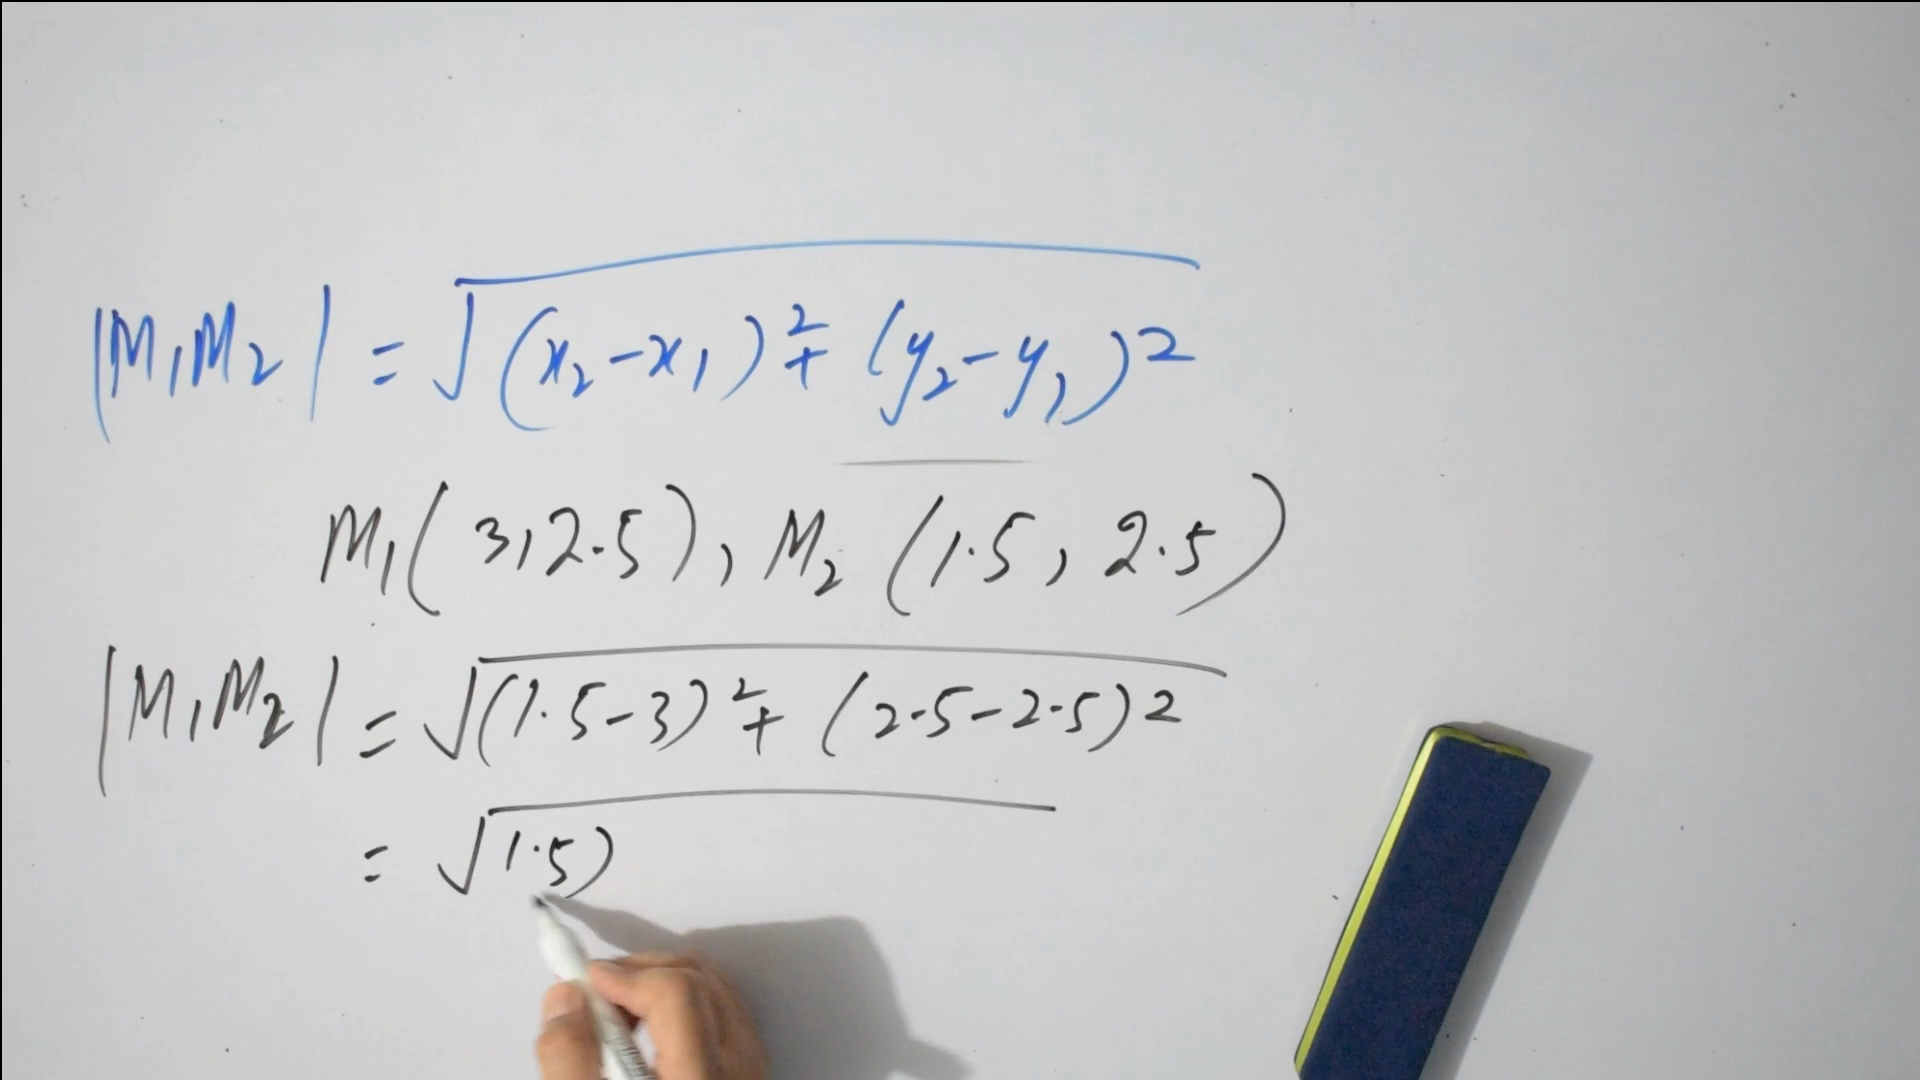 |M₁M₂| = √(x₂-x₁)²+(y₂-y₁)²
M₁(3,2.5), M₂(1.5, 2.5)
|M₁M₂| = √(1.5-3)²+(2.5-2.5)²
= √1.5)